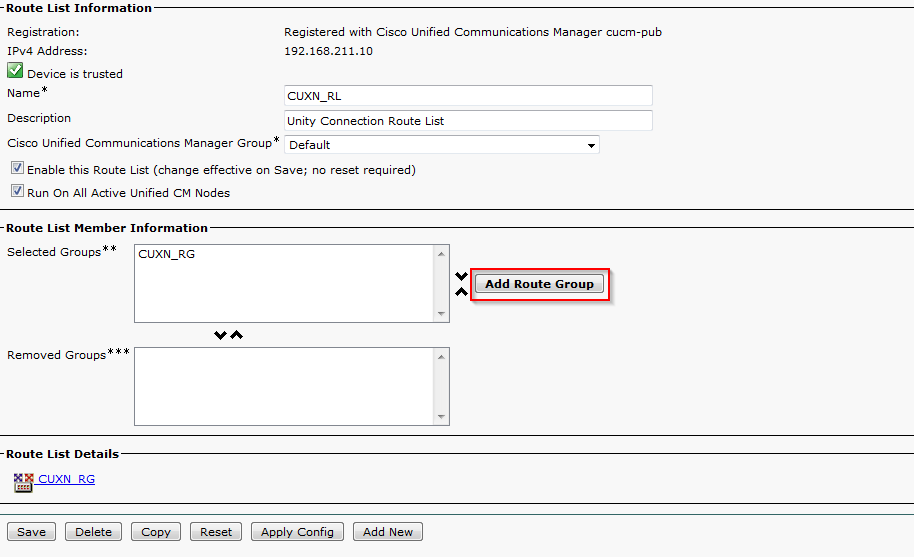 Route List Information
Registration: Registered with Cisco Unified Communications Manager cucm-pub
IPv4 Address: 192.168.211.10
Device is trusted
Name* CUXN_RL
Description Unity Connection Route List
Cisco Unified Communications Manager Group* Default
Enable this Route List (change effective on Save; no reset required)
Run On All Active Unified CM Nodes
Route List Member Information
Selected Groups** CUXN_RG
Add Route Group
Removed Groups***
Route List Details
CUXN_RG
Save Delete Copy Reset Apply Config Add New